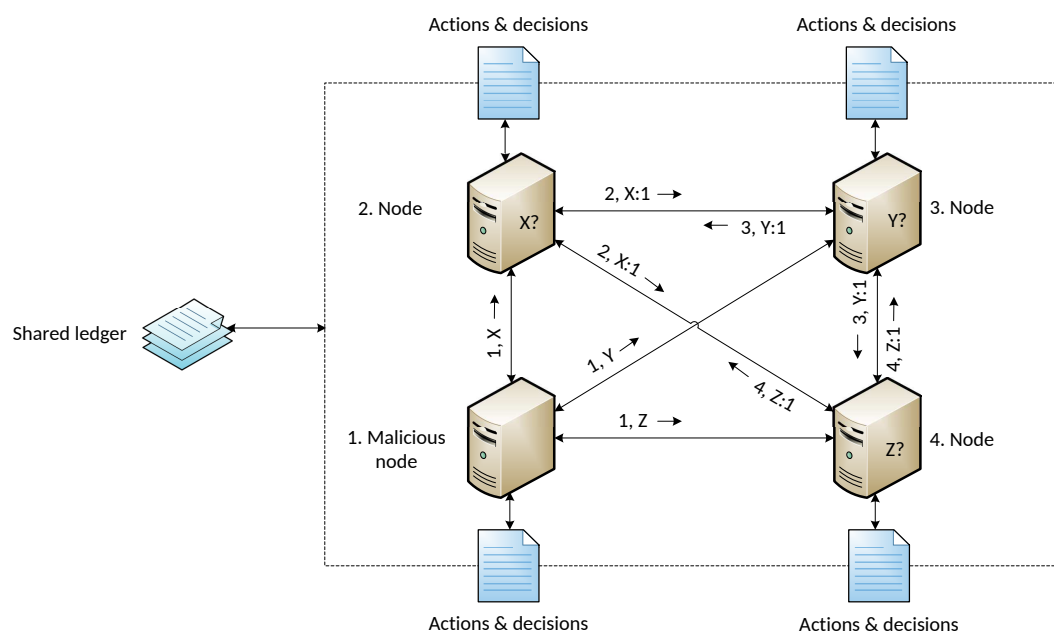 Actions & decisions
Actions & decisions
2. Node
X?
2, X:1
3, Y:1
Y?
3. Node
2, X:1
3, Y:1
4, Z:1
1, X
1, Y
4, Z:1
Shared ledger
1. Malicious
node
1, Z
Z?
4. Node
Actions & decisions
Actions & decisions